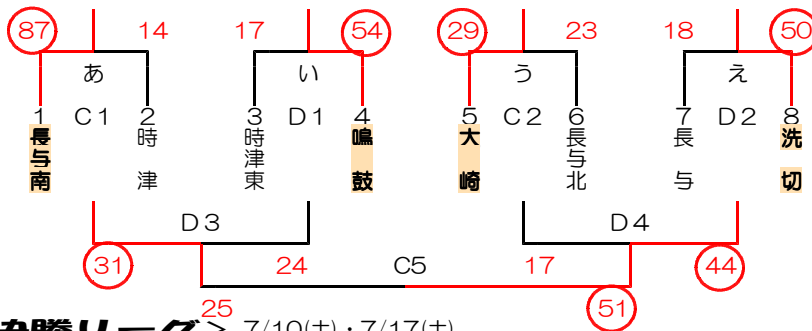 87 14 17 54 29 23 18 50
あ い う え
1 C1 2 3 D1 4 5 C2 6 7 D2 8
長与南 時津 時津東 鳴鼓 大崎 長与北 長与 洗切
D3 D4
31 24 C5 17 44
25 51
勝リーグ> 7/10(土)・7/17(土)